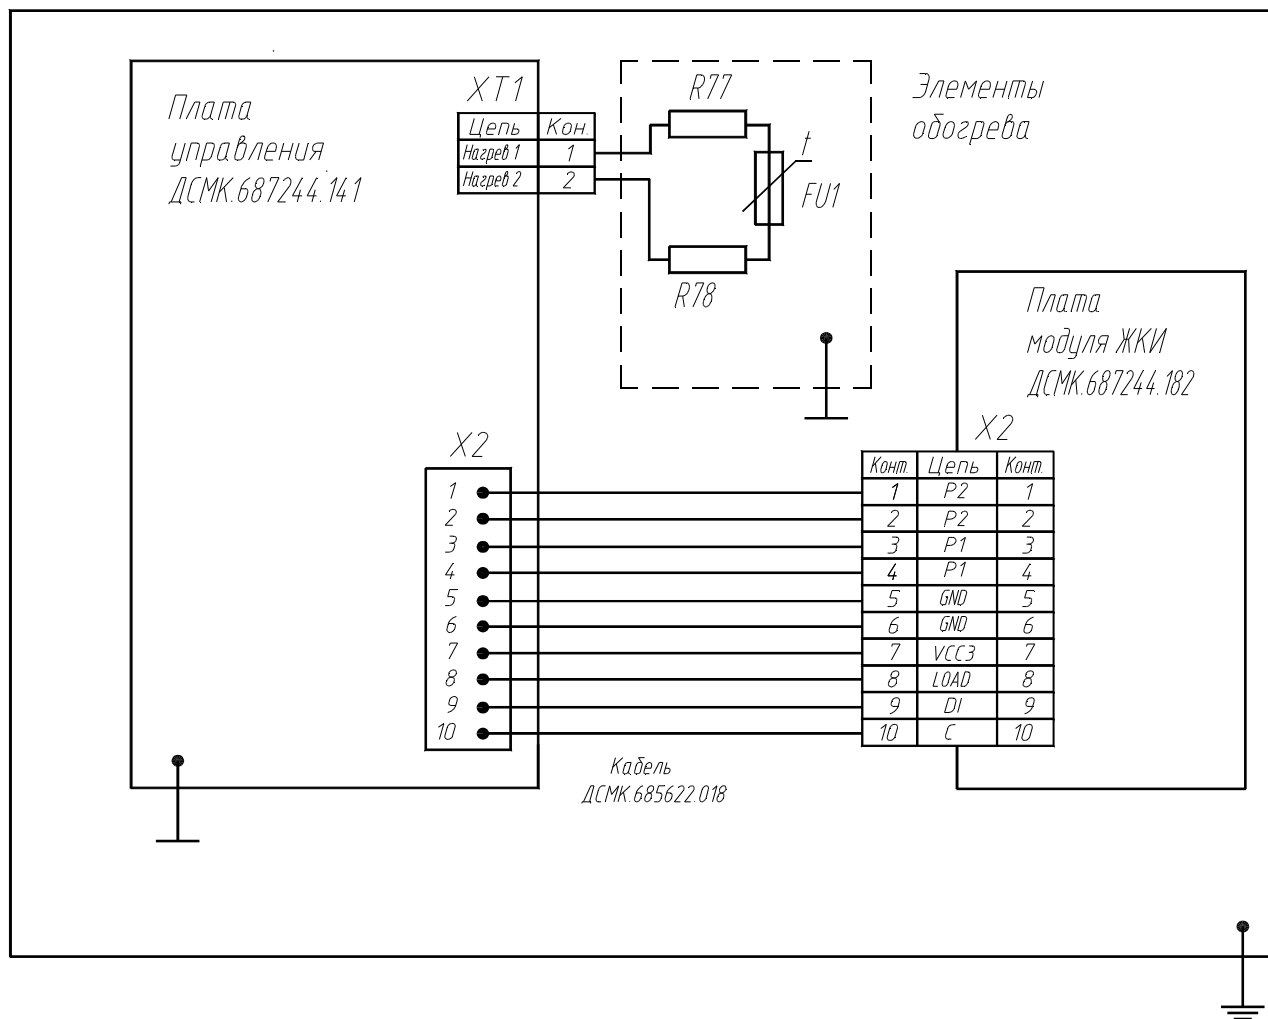 Плата
управления
ДСМК.687244.141
XT1
Цепь Кон.
Нагрев 1 1
Нагрев 2 2
R77
t
FU1
R78
Элементы
обогрева
Плата
модуля ЖКИ
ДСМК.687244.182
X2
1
2
3
4
5
6
7
8
9
10
X2
Конт. Цепь Конт.
1 P2 1
2 P2 2
3 P1 3
4 P1 4
5 GND 5
6 GND 6
7 VCC3 7
8 LOAD 8
9 DI 9
10 C 10
Кабель
ДСМК.685622.018